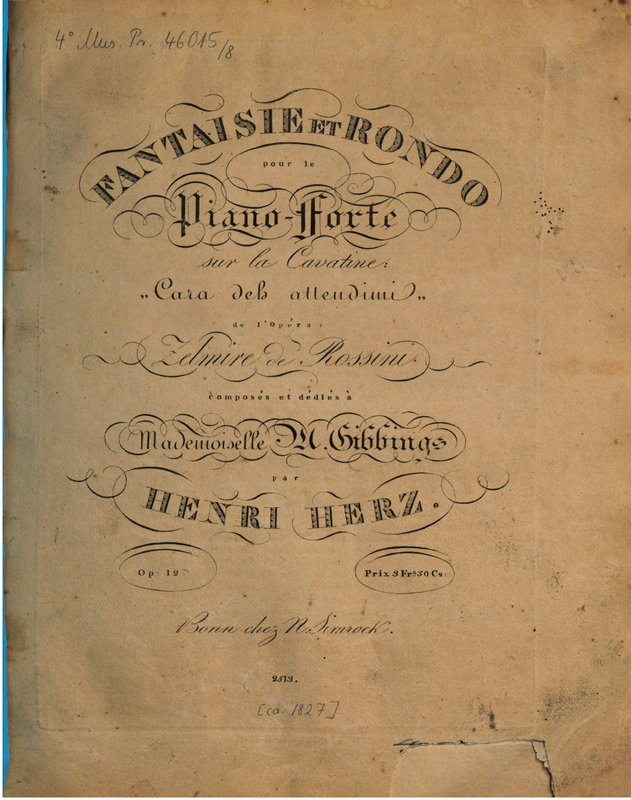 4° Mus. Pr. 46015/8
FANTAISIE ET RONDO
pour le
Piano-Forte
sur la Cavatine:
„Cara deh attendimi„
de l'Opéra:
Zelmire de Rossini.
composés et dédiés à
Mademoiselle M. Gibbings
par
HENRI HERZ.
Op: 12.
Prix 3 Frs 50 Cs:
Bonn chez N. Simrock.
2513.
[ca. 1827]